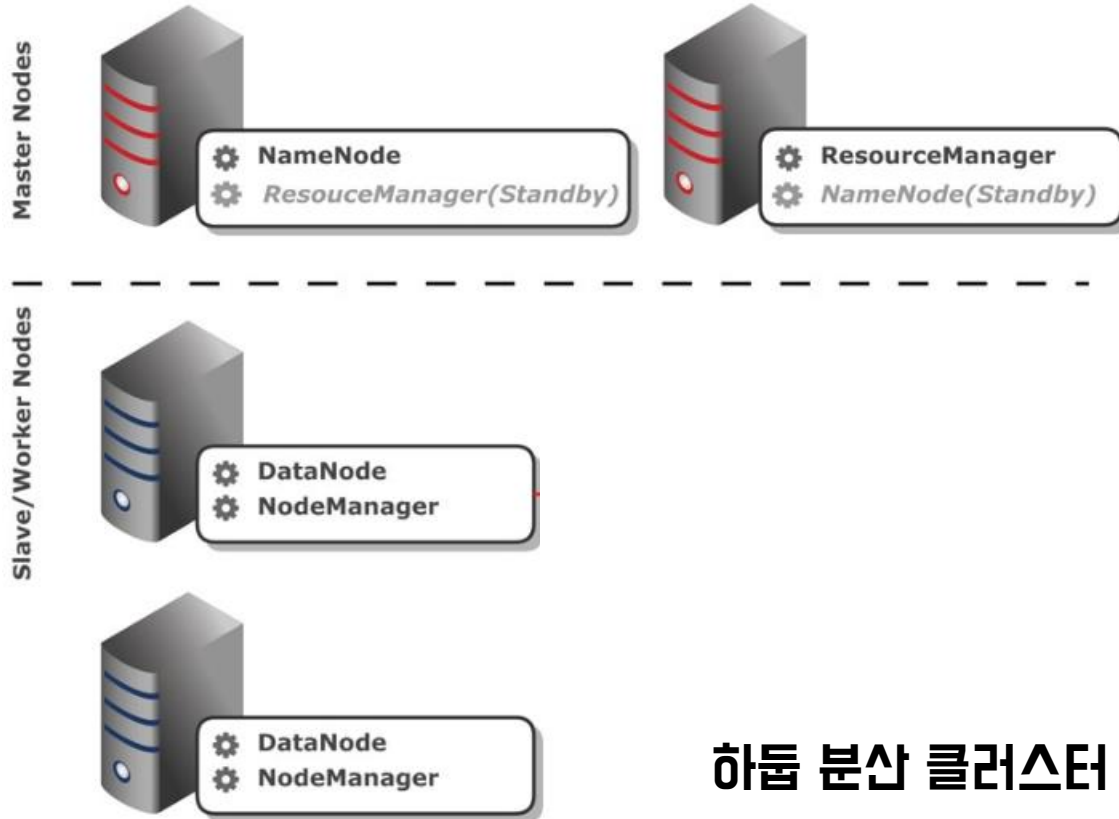 Master Nodes
NameNode
ResouceManager(Standby)
ResourceManager
NameNode(Standby)
Slave/Worker Nodes
DataNode
NodeManager
DataNode
NodeManager
하둡 분산 클러스터